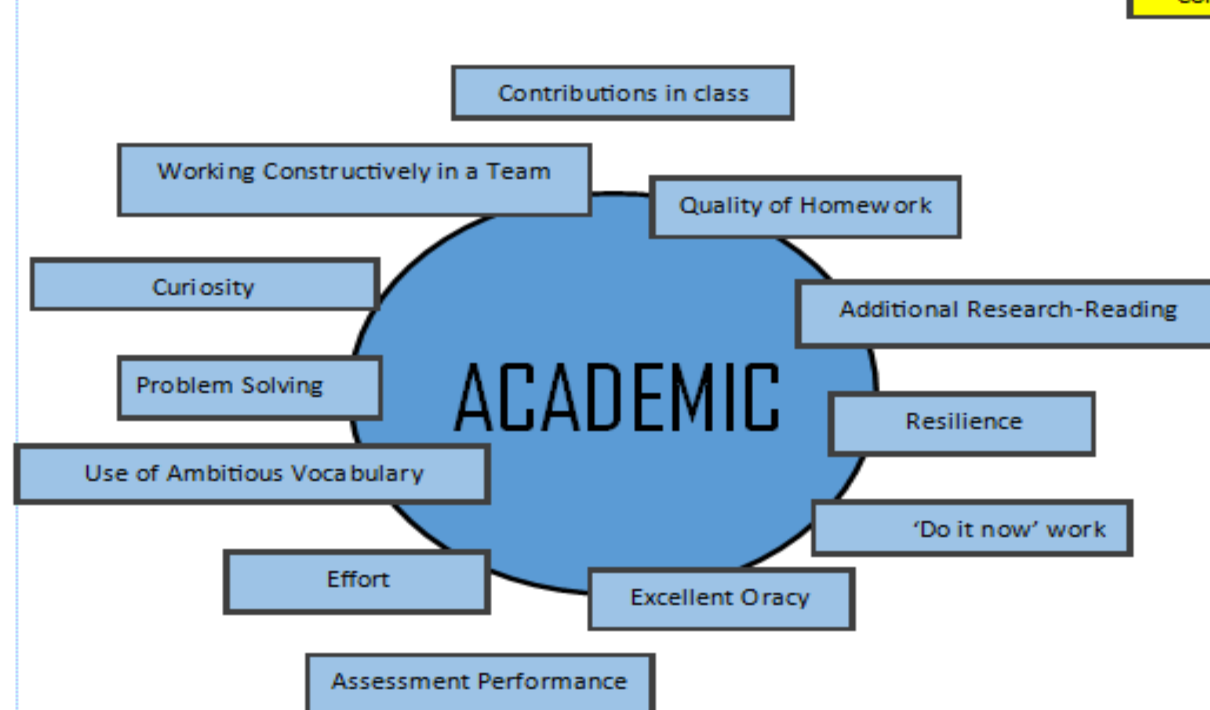 Contributions in class
Working Constructively in a Team
Quality of Homework
Curiosity
Additional Research-Reading
Problem Solving
ACADEMIC
Resilience
Use of Ambitious Vocabulary
‘Do it now’ work
Effort
Excellent Oracy
Assessment Performance